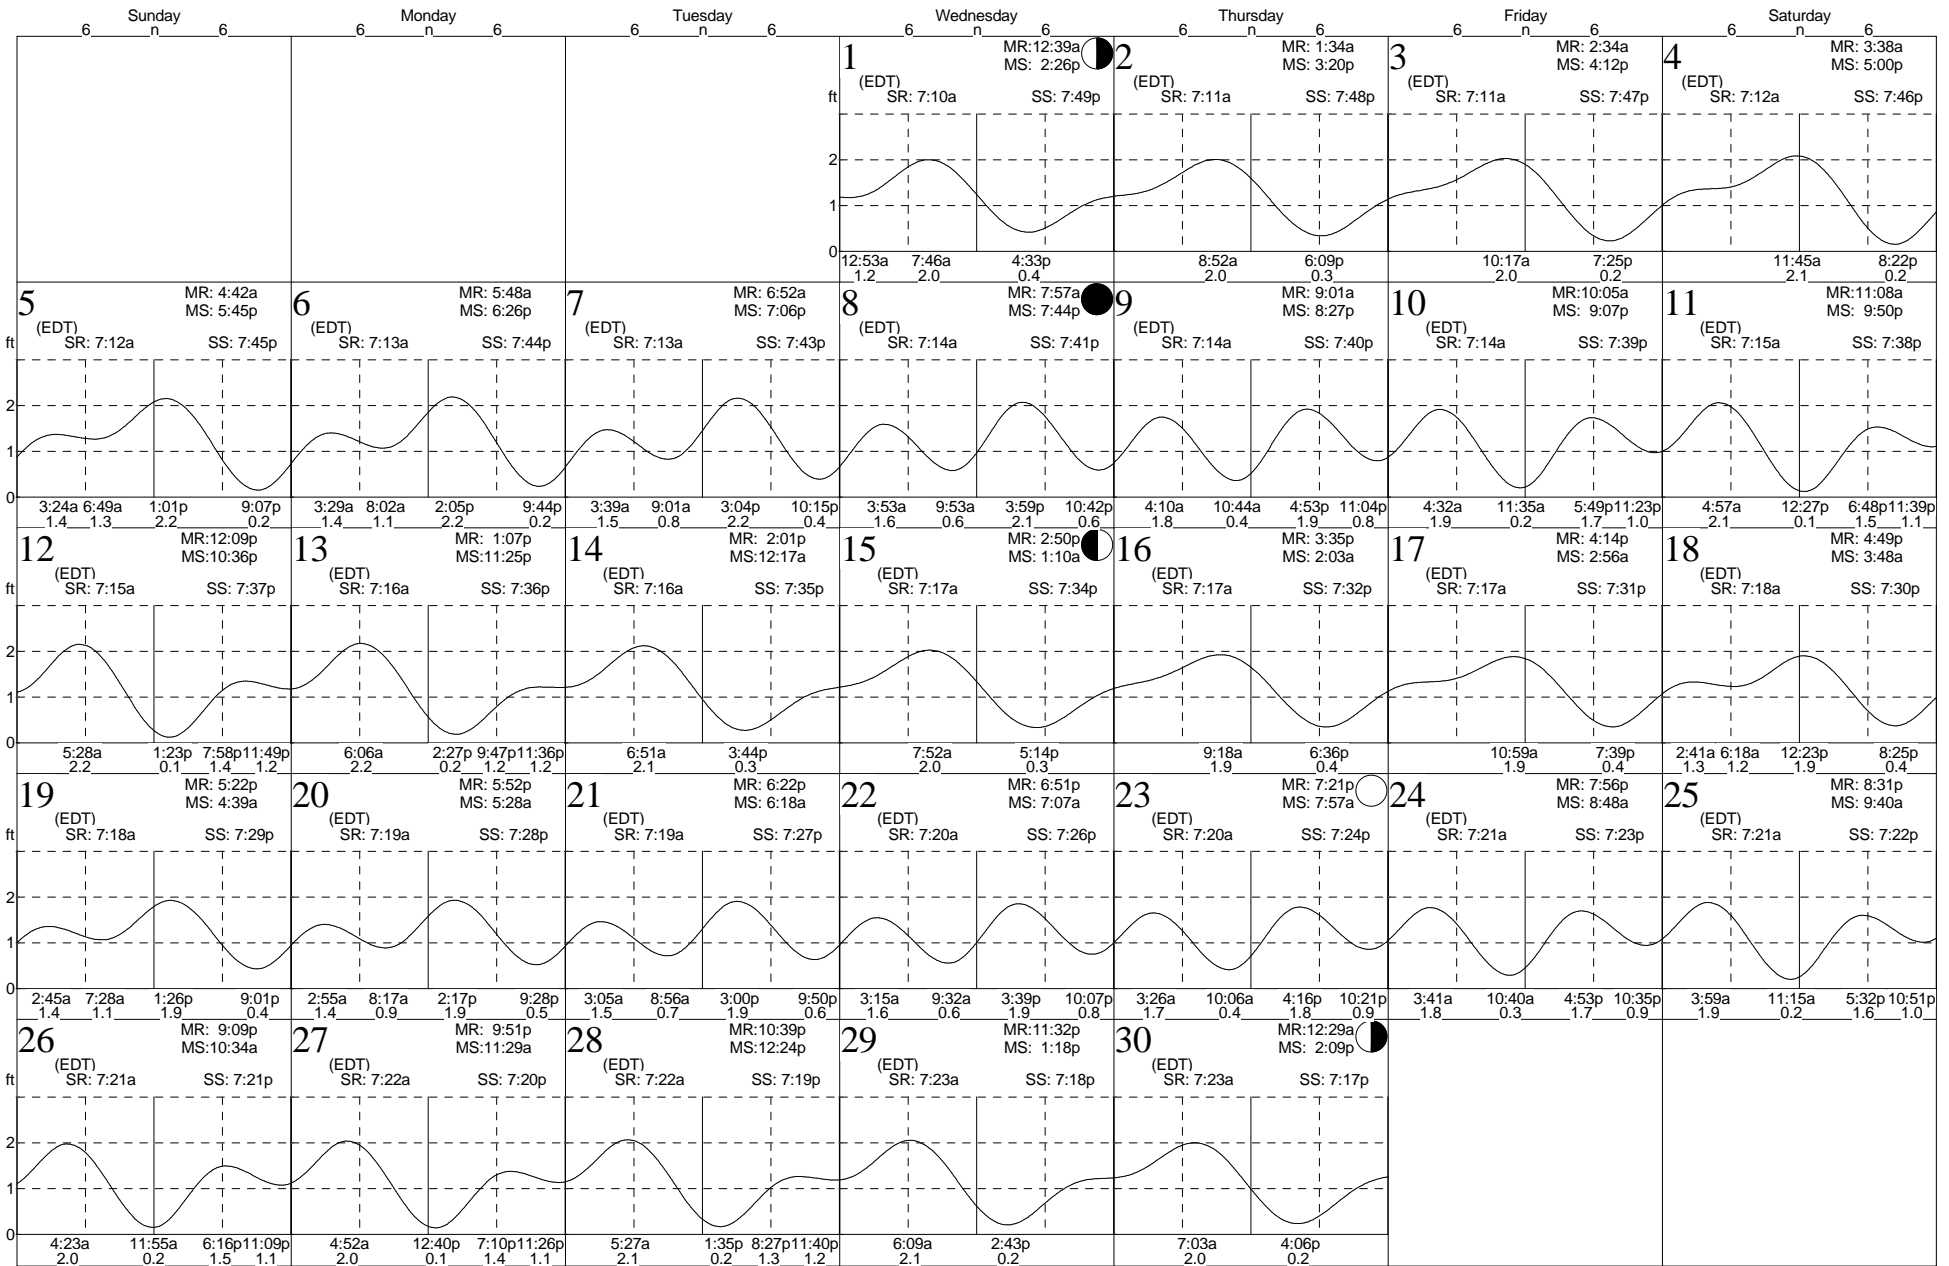 Sunday Monday Tuesday Wednesday Thursday Friday Saturday
6 n 6 6 n 6 6 n 6 6 n 6 6 n 6 6 n 6 6 n 6
1 MR:12:39a
MS: 2:26p
(EDT)
SR: 7:10a SS: 7:49p
2 MR: 1:34a
MS: 3:20p
(EDT)
SR: 7:11a SS: 7:48p
3 MR: 2:34a
MS: 4:12p
(EDT)
SR: 7:11a SS: 7:47p
4 MR: 3:38a
MS: 5:00p
(EDT)
SR: 7:12a SS: 7:46p
ft
2
1
0
12:53a 7:46a 4:33p
1.2 2.0 0.4
8:52a 6:09p
2.0 0.3
10:17a 7:25p
2.0 0.2
11:45a 8:22p
2.1 0.2
5 MR: 4:42a
MS: 5:45p
(EDT)
SR: 7:12a SS: 7:45p
6 MR: 5:48a
MS: 6:26p
(EDT)
SR: 7:13a SS: 7:44p
7 MR: 6:52a
MS: 7:06p
(EDT)
SR: 7:13a SS: 7:43p
8 MR: 7:57a
MS: 7:44p
(EDT)
SR: 7:14a SS: 7:41p
9 MR: 9:01a
MS: 8:27p
(EDT)
SR: 7:14a SS: 7:40p
10 MR:10:05a
MS: 9:07p
(EDT)
SR: 7:14a SS: 7:39p
11 MR:11:08a
MS: 9:50p
(EDT)
SR: 7:15a SS: 7:38p
ft
2
1
0
3:24a 6:49a 1:01p 9:07p
1.4 1.3 2.2 0.2
3:29a 8:02a 2:05p 9:44p
1.4 1.1 2.2 0.2
3:39a 9:01a 3:04p 10:15p
1.5 0.8 2.2 0.4
3:53a 9:53a 3:59p 10:42p
1.6 0.6 2.1 0.6
4:10a 10:44a 4:53p 11:04p
1.8 0.4 1.9 0.8
4:32a 11:35a 5:49p 11:23p
1.9 0.2 1.7 1.0
4:57a 12:27p 6:48p 11:39p
2.1 0.1 1.5 1.1
12 MR:12:09p
MS:10:36p
(EDT)
SR: 7:15a SS: 7:37p
13 MR: 1:07p
MS:11:25p
(EDT)
SR: 7:16a SS: 7:36p
14 MR: 2:01p
MS:12:17a
(EDT)
SR: 7:16a SS: 7:35p
15 MR: 2:50p
MS: 1:10a
(EDT)
SR: 7:17a SS: 7:34p
16 MR: 3:35p
MS: 2:03a
(EDT)
SR: 7:17a SS: 7:32p
17 MR: 4:14p
MS: 2:56a
(EDT)
SR: 7:17a SS: 7:31p
18 MR: 4:49p
MS: 3:48a
(EDT)
SR: 7:18a SS: 7:30p
ft
2
1
0
5:28a 1:23p 7:58p 11:49p
2.2 0.1 1.4 1.2
6:06a 2:27p 9:47p 11:36p
2.2 0.2 1.2 1.2
6:51a 3:44p
2.1 0.3
7:52a 5:14p
2.0 0.3
9:18a 6:36p
1.9 0.4
10:59a 7:39p
1.9 0.4
2:41a 6:18a 12:23p 8:25p
1.3 1.2 1.9 0.4
19 MR: 5:22p
MS: 4:39a
(EDT)
SR: 7:18a SS: 7:29p
20 MR: 5:52p
MS: 5:28a
(EDT)
SR: 7:19a SS: 7:28p
21 MR: 6:22p
MS: 6:18a
(EDT)
SR: 7:19a SS: 7:27p
22 MR: 6:51p
MS: 7:07a
(EDT)
SR: 7:20a SS: 7:26p
23 MR: 7:21p
MS: 7:57a
(EDT)
SR: 7:20a SS: 7:24p
24 MR: 7:56p
MS: 8:48a
(EDT)
SR: 7:21a SS: 7:23p
25 MR: 8:31p
MS: 9:40a
(EDT)
SR: 7:21a SS: 7:22p
ft
2
1
0
2:45a 7:28a 1:26p 9:01p
1.4 1.1 1.9 0.4
2:55a 8:17a 2:17p 9:28p
1.4 0.9 1.9 0.5
3:05a 8:56a 3:00p 9:50p
1.5 0.7 1.9 0.6
3:15a 9:32a 3:39p 10:07p
1.6 0.6 1.9 0.8
3:26a 10:06a 4:16p 10:21p
1.7 0.4 1.8 0.9
3:41a 10:40a 4:53p 10:35p
1.8 0.3 1.7 0.9
3:59a 11:15a 5:32p 10:51p
1.9 0.2 1.6 1.0
26 MR: 9:09p
MS:10:34a
(EDT)
SR: 7:21a SS: 7:21p
27 MR: 9:51p
MS:11:29a
(EDT)
SR: 7:22a SS: 7:20p
28 MR:10:39p
MS:12:24p
(EDT)
SR: 7:22a SS: 7:19p
29 MR:11:32p
MS: 1:18p
(EDT)
SR: 7:23a SS: 7:18p
30 MR:12:29a
MS: 2:09p
(EDT)
SR: 7:23a SS: 7:17p
ft
2
1
0
4:23a 11:55a 6:16p 11:09p
2.0 0.2 1.5 1.1
4:52a 12:40p 7:10p 11:26p
2.0 0.1 1.4 1.1
5:27a 1:35p 8:27p 11:40p
2.1 0.2 1.3 1.2
6:09a 2:43p
2.1 0.2
7:03a 4:06p
2.0 0.2